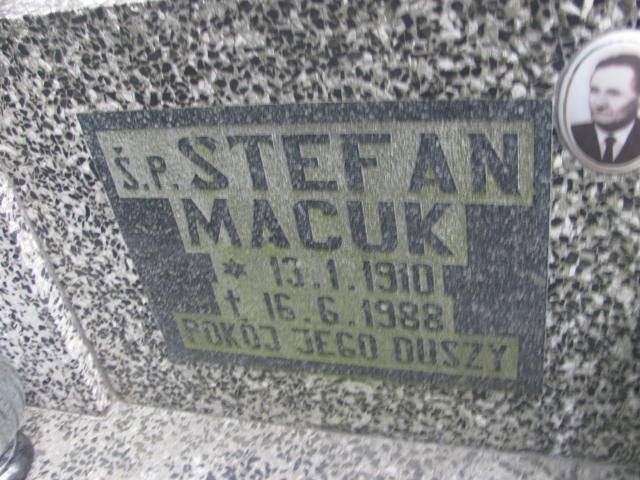 Ś.P. STEFAN
MACUK
* 13.1.1910
† 16.6.1988
POKÓJ JEGO DUSZY